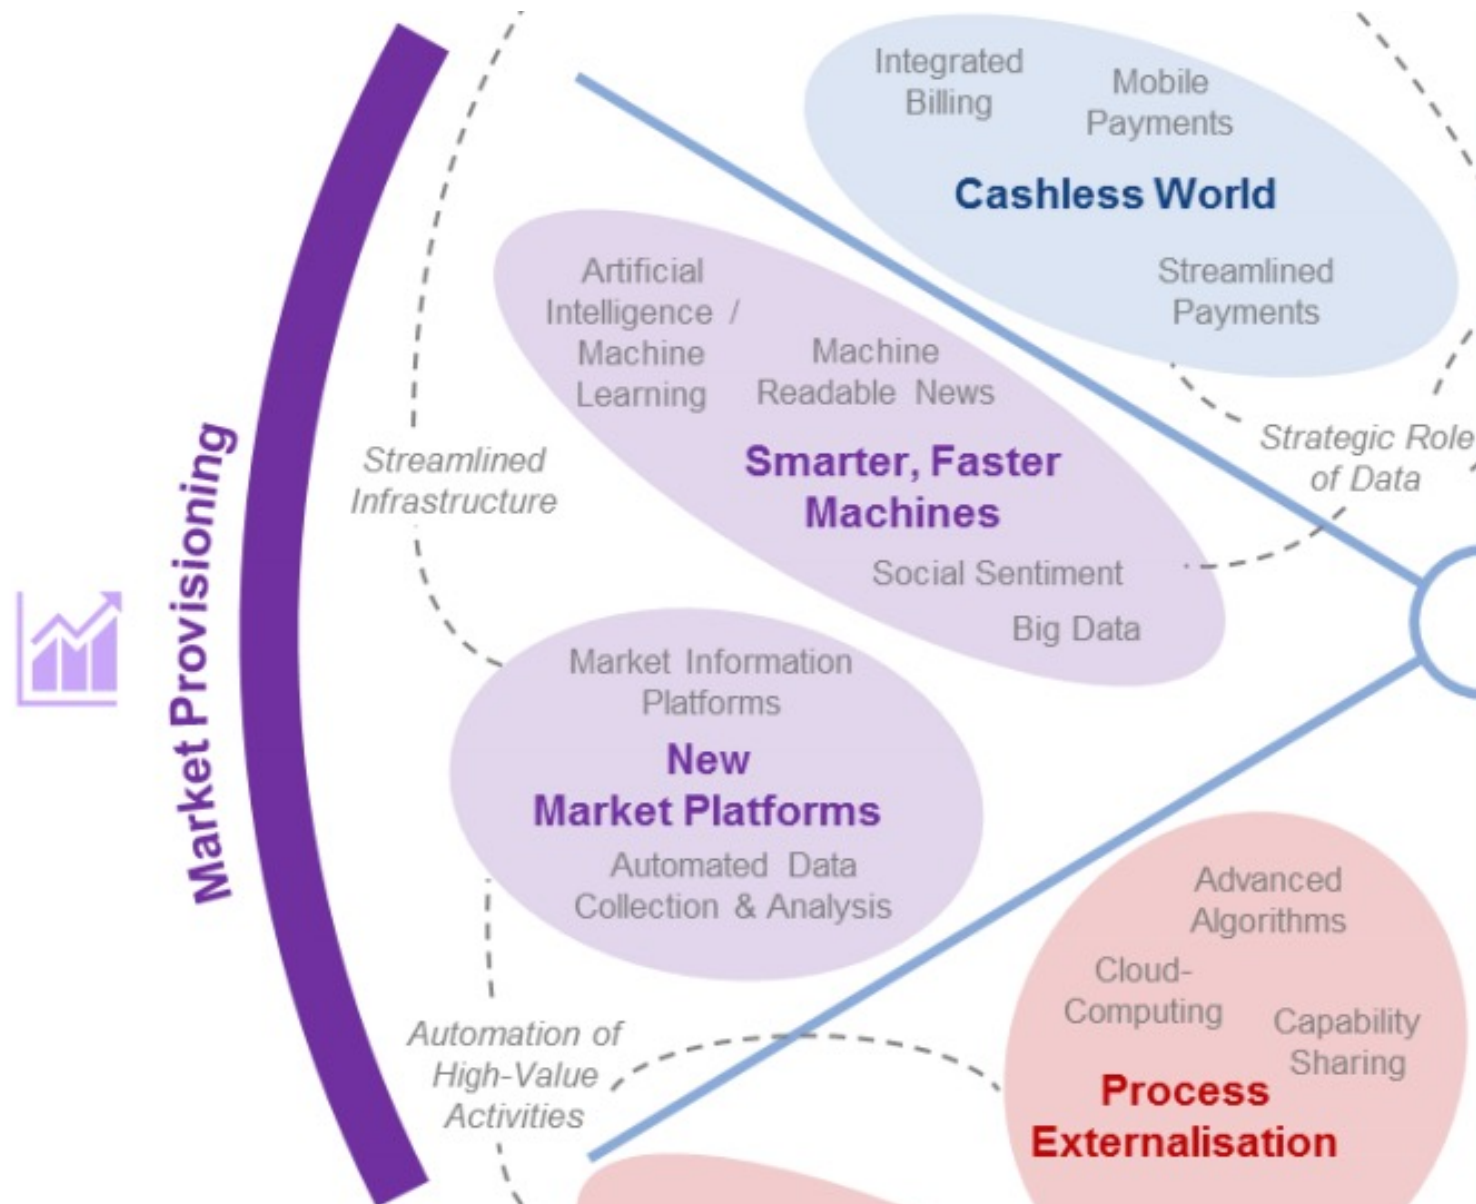 Integrated
Billing
Mobile
Payments
Cashless World
Streamlined
Payments
Artificial
Intelligence /
Machine
Learning
Machine
Readable News
Smarter, Faster
Machines
Social Sentiment
Big Data
Strategic Role
of Data
Streamlined
Infrastructure
Market Provisioning
Market Information
Platforms
New
Market Platforms
Automated Data
Collection & Analysis
Automation of
High-Value
Activities
Advanced
Algorithms
Cloud-
Computing
Capability
Sharing
Process
Externalisation